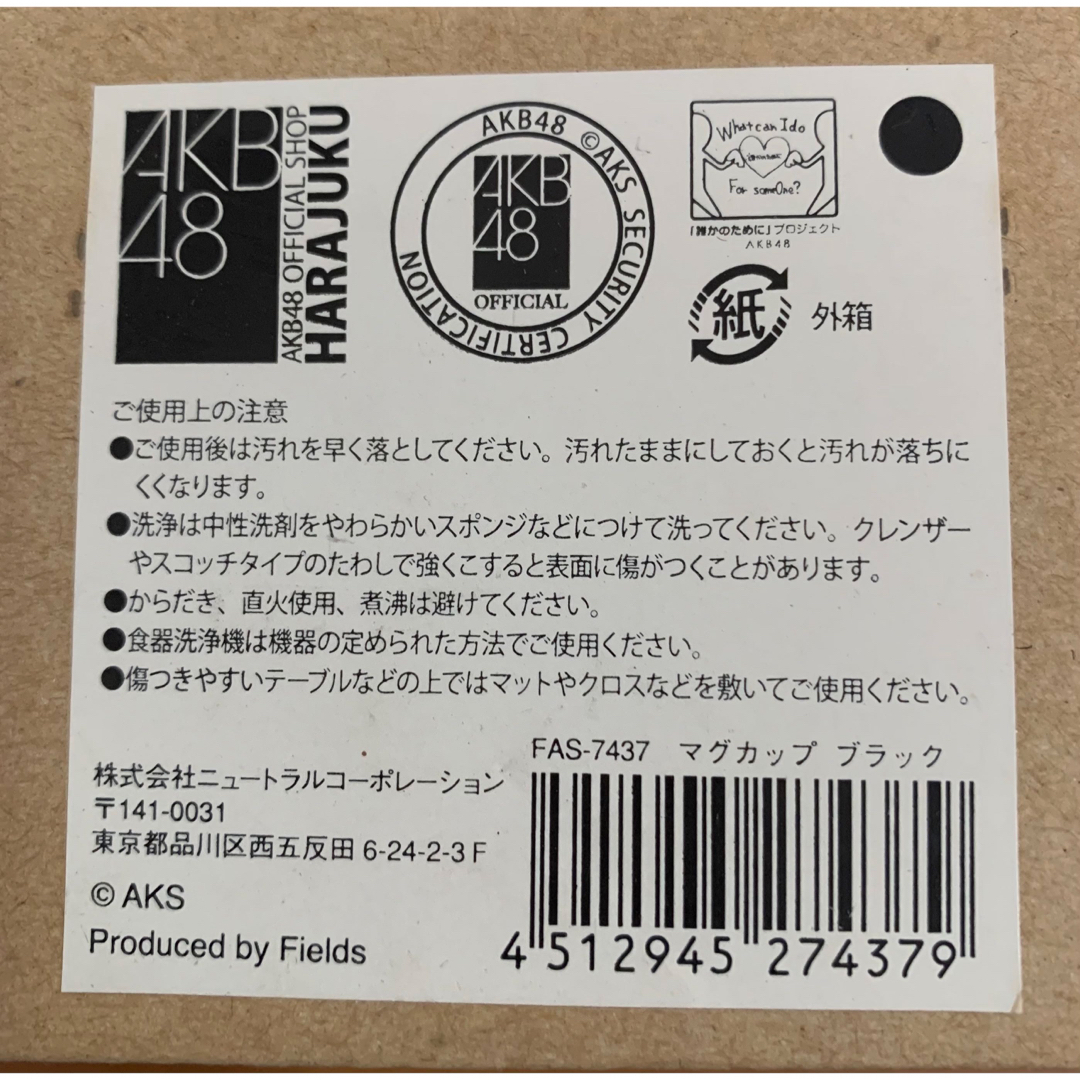 AKB
48
AKB48 OFFICIAL SHOP
HARAJUKU
AKB48 ©AKS SECURITY CERTIFICATION
AKB
48
OFFICIAL
What can I do
For someOne?
「誰かのために」プロジェクト
AKB48
紙
外箱
ご使用上の注意
●ご使用後は汚れを早く落としてください。汚れたままにしておくと汚れが落ちに
くくなります。
●洗浄は中性洗剤をやわらかいスポンジなどにつけて洗ってください。クレンザー
やスコッチタイプのたわしで強くこすると表面に傷がつくことがあります。
●からだき、直火使用、煮沸は避けてください。
●食器洗浄機は機器の定められた方法でご使用ください。
●傷つきやすいテーブルなどの上ではマットやクロスなどを敷いてご使用ください。
FAS-7437 マグカップ ブラック
株式会社ニュートラルコーポレーション
〒141-0031
東京都品川区西五反田 6-24-2-3F
© AKS
Produced by Fields
4 512945 274379